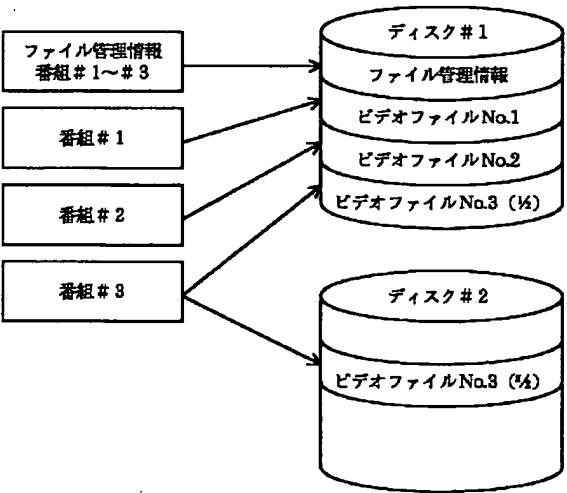 ファイル管理情報
番組#1〜#3
番組#1
番組#2
番組#3
ディスク#1
ファイル管理情報
ビデオファイルNo.1
ビデオファイルNo.2
ビデオファイルNo.3(½)
ディスク#2
ビデオファイルNo.3(²⁄₂)